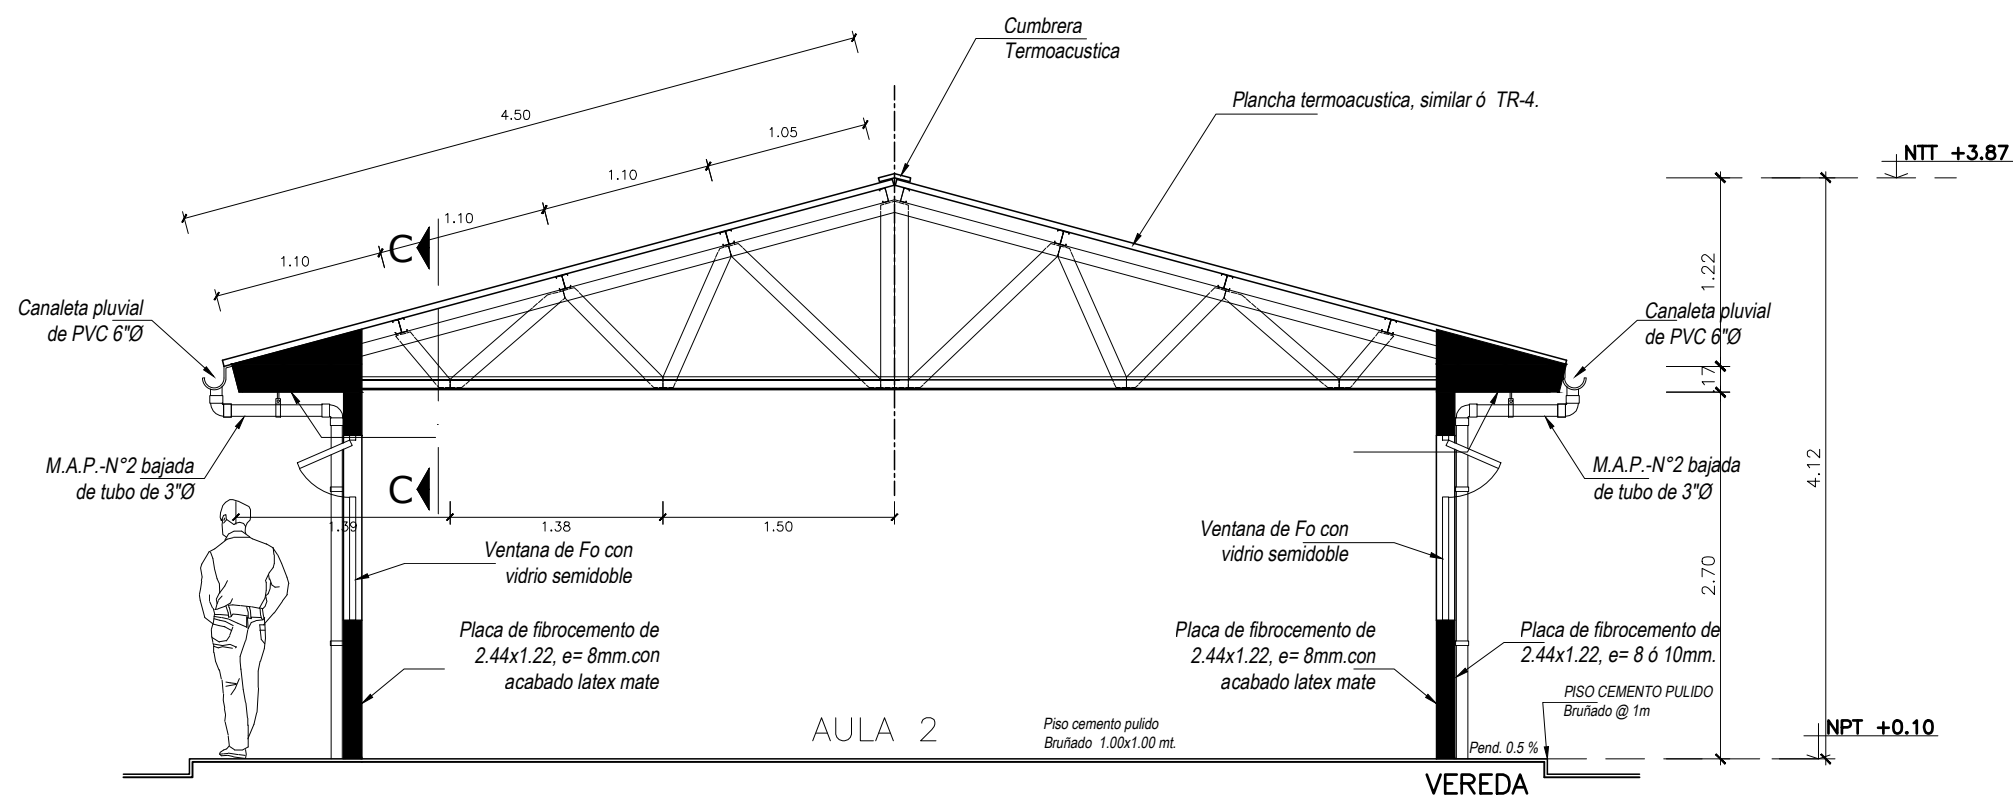 Cumbrera
Termoacustica
Plancha termoacustica, similar ó TR-4.
4.50
1.05
1.10
1.10
1.10
NTT +3.87
C
Canaleta pluvial
de PVC 6"Ø
Canaleta pluvial
de PVC 6"Ø
1.22
17
4.12
2.70
M.A.P.-N°2 bajada
de tubo de 3"Ø
C
M.A.P.-N°2 bajada
de tubo de 3"Ø
1.39
1.38
1.50
Ventana de Fo con
vidrio semidoble
Ventana de Fo con
vidrio semidoble
Placa de fibrocemento de
2.44x1.22, e= 8mm.con
acabado latex mate
Placa de fibrocemento de
2.44x1.22, e= 8mm.con
acabado latex mate
Placa de fibrocemento de
2.44x1.22, e= 8 ó 10mm.
PISO CEMENTO PULIDO
Bruñado @ 1m
AULA 2
Piso cemento pulido
Bruñado 1.00x1.00 mt.
Pend. 0.5 %
NPT +0.10
VEREDA